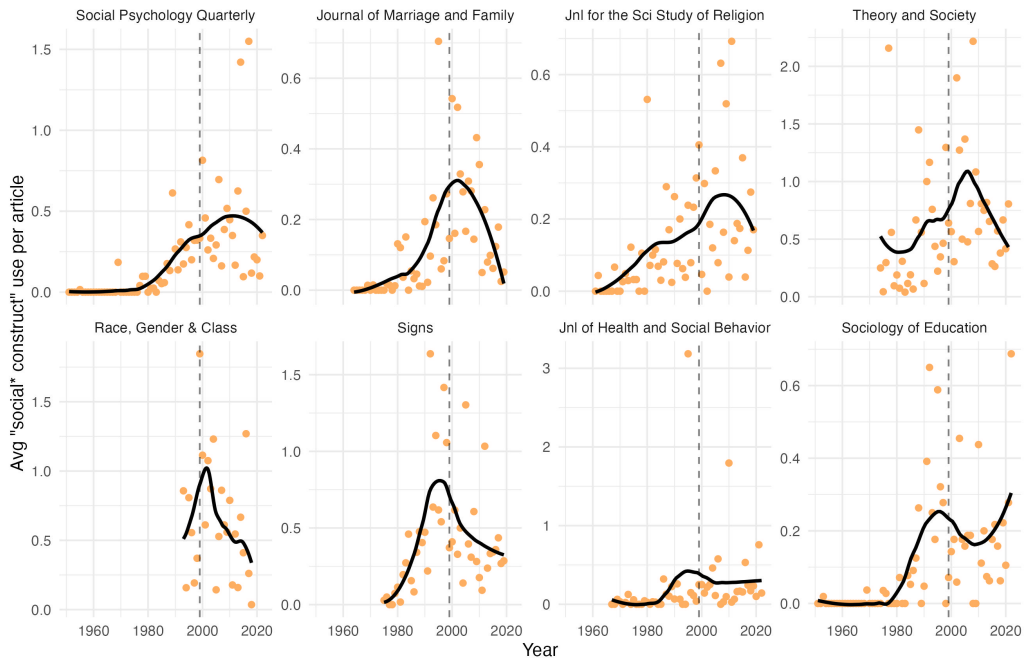 Social Psychology Quarterly
Journal of Marriage and Family
Jnl for the Sci Study of Religion
Theory and Society
1.5
1.0
0.5
0.0
0.6
0.4
0.2
0.0
0.6
0.4
0.2
0.0
2.0
1.5
1.0
0.5
0.0
Race, Gender & Class
Signs
Jnl of Health and Social Behavior
Sociology of Education
1.5
1.0
0.5
0.0
1.5
1.0
0.5
0.0
3
2
1
0
0.6
0.4
0.2
0.0
1960 1980 2000 2020
1960 1980 2000 2020
1960 1980 2000 2020
1960 1980 2000 2020
Year
Avg "social* construct" use per article